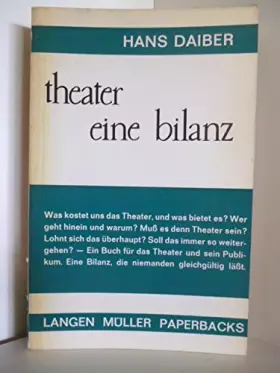 HANS DAIBER
theater
eine bilanz
Was kostet uns das Theater, und was bietet es? Wer
geht hinein und warum? Muß es denn Theater sein?
Lohnt sich das überhaupt? Soll das immer so weiter-
gehen? — Ein Buch für das Theater und sein Publi-
kum. Eine Bilanz, die niemanden gleichgültig läßt.
LANGEN MÜLLER PAPERBACKS